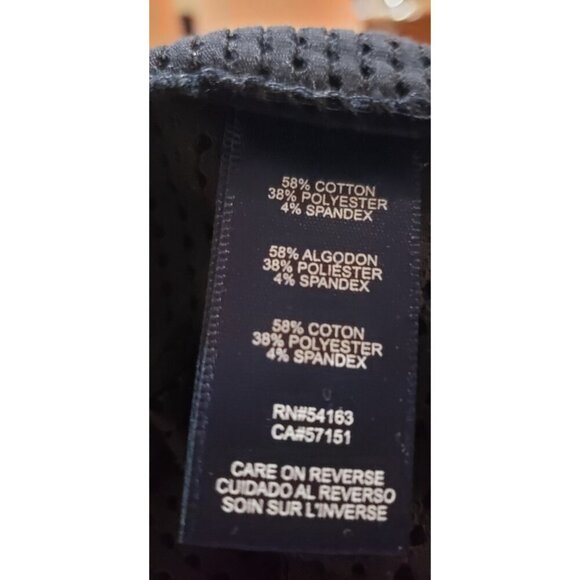 58% COTTON
38% POLYESTER
4% SPANDEX
58% ALGODON
38% POLIÉSTER
4% SPANDEX
58% COTON
38% POLYESTER
4% SPANDEX
RN#54163
CA#57151
CARE ON REVERSE
CUIDADO AL REVERSO
SOIN SUR L'INVERSE